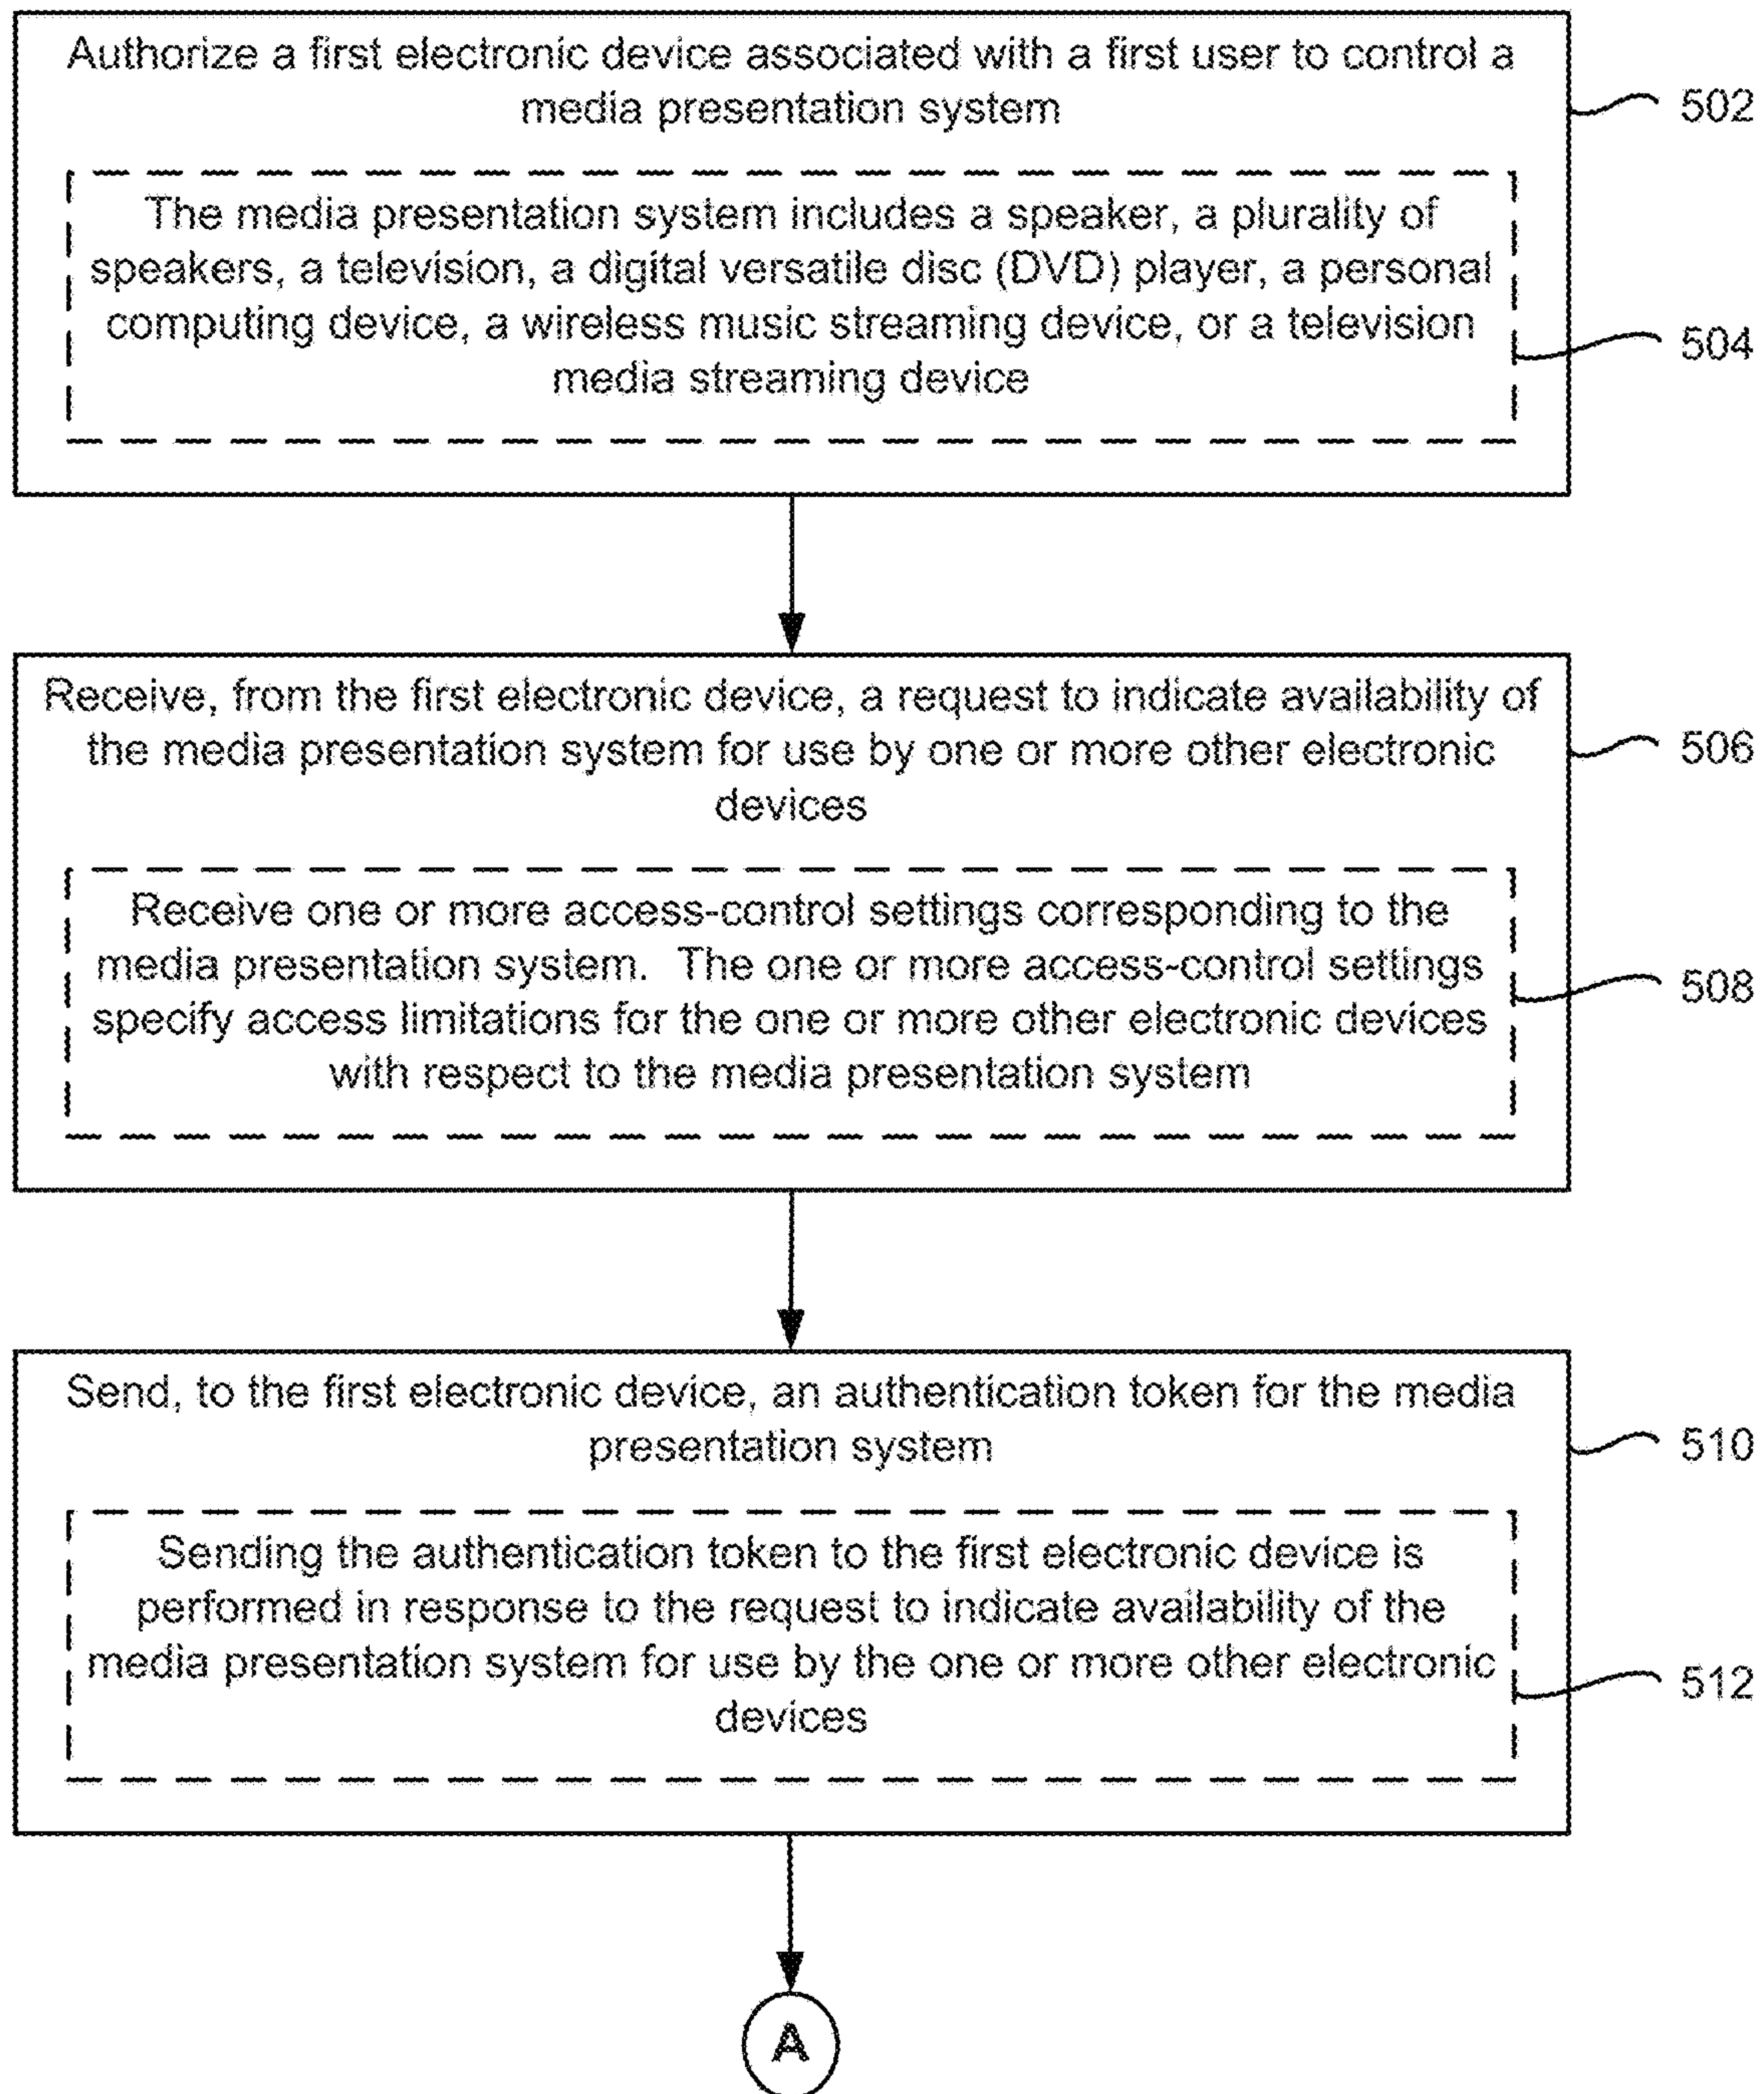 Authorize a first electronic device associated with a first user to control a
media presentation system
502
The media presentation system includes a speaker, a plurality of
speakers, a television, a digital versatile disc (DVD) player, a personal
computing device, a wireless music streaming device, or a television
media streaming device
504
Receive, from the first electronic device, a request to indicate availability of
the media presentation system for use by one or more other electronic
devices
506
Receive one or more access-control settings corresponding to the
media presentation system.  The one or more access-control settings
specify access limitations for the one or more other electronic devices
with respect to the media presentation system
508
Send, to the first electronic device, an authentication token for the media
presentation system
510
Sending the authentication token to the first electronic device is
performed in response to the request to indicate availability of the
media presentation system for use by the one or more other electronic
devices
512
A